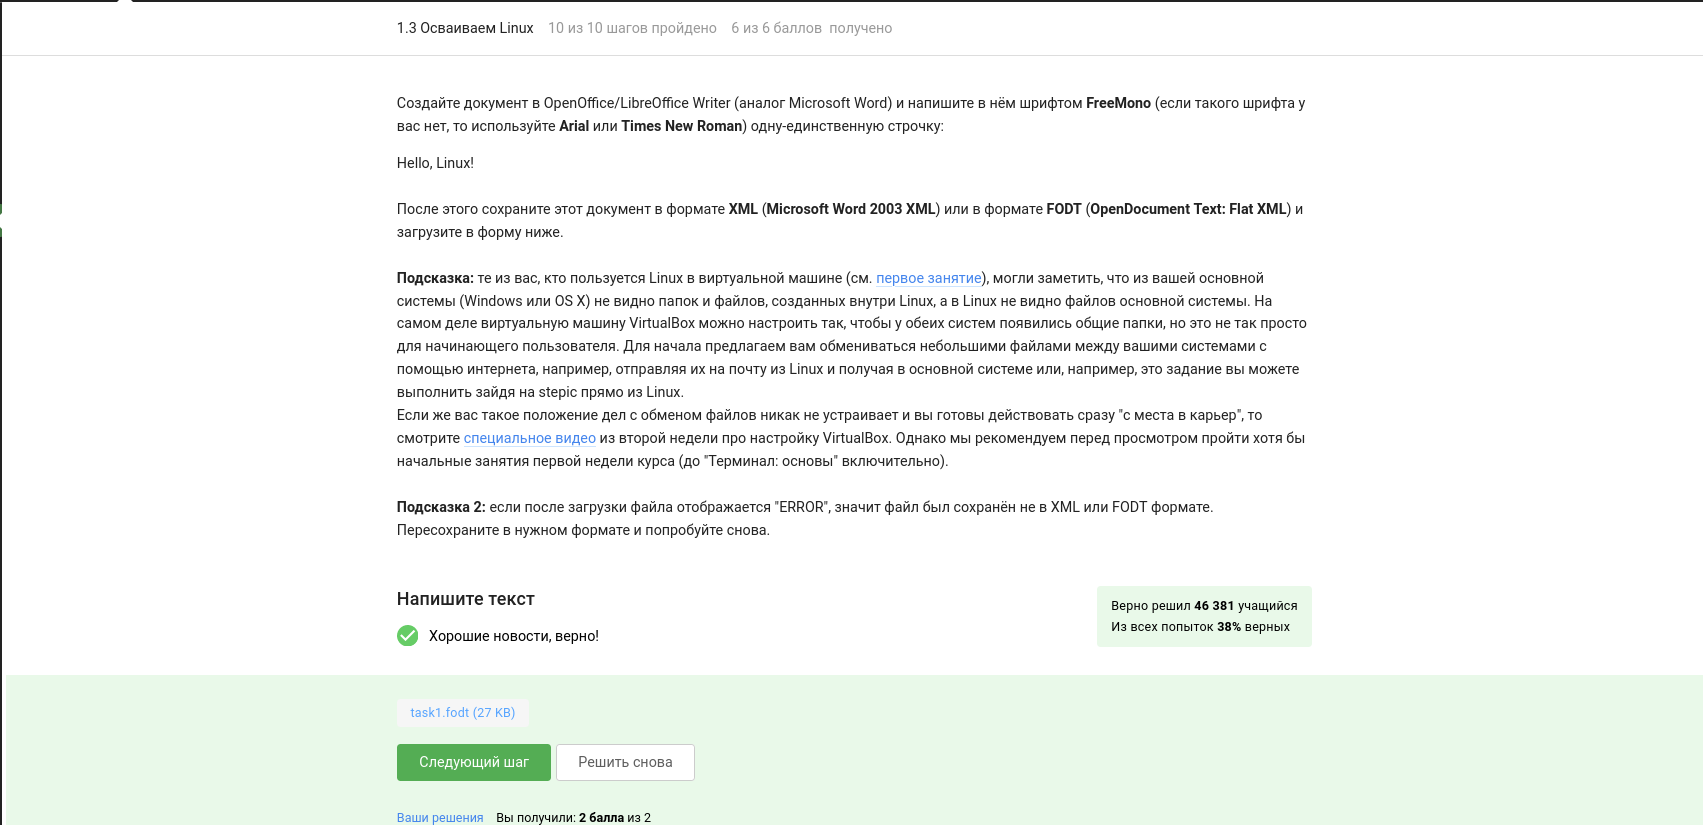 1.3 Осваиваем Linux 10 из 10 шагов пройдено 6 из 6 баллов получено
Создайте документ в OpenOffice/LibreOffice Writer (аналог Microsoft Word) и напишите в нём шрифтом FreeMono (если такого шрифта у
вас нет, то используйте Arial или Times New Roman) одну-единственную строчку:
Hello, Linux!
После этого сохраните этот документ в формате XML (Microsoft Word 2003 XML) или в формате FODT (OpenDocument Text: Flat XML) и
загрузите в форму ниже.
Подсказка: те из вас, кто пользуется Linux в виртуальной машине (см. первое занятие), могли заметить, что из вашей основной
системы (Windows или OS X) не видно папок и файлов, созданных внутри Linux, а в Linux не видно файлов основной системы. На
самом деле виртуальную машину VirtualBox можно настроить так, чтобы у обеих систем появились общие папки, но это не так просто
для начинающего пользователя. Для начала предлагаем вам обмениваться небольшими файлами между вашими системами с
помощью интернета, например, отправляя их на почту из Linux и получая в основной системе или, например, это задание вы можете
выполнить зайдя на stepic прямо из Linux.
Если же вас такое положение дел с обменом файлов никак не устраивает и вы готовы действовать сразу "с места в карьер", то
смотрите специальное видео из второй недели про настройку VirtualBox. Однако мы рекомендуем перед просмотром пройти хотя бы
начальные занятия первой недели курса (до "Терминал: основы" включительно).
Подсказка 2: если после загрузки файла отображается "ERROR", значит файл был сохранён не в XML или FODT формате.
Пересохраните в нужном формате и попробуйте снова.
Напишите текст
Хорошие новости, верно!
Верно решил 46 381 учащийся
Из всех попыток 38% верных
task1.fodt (27 KB)
Следующий шаг Решить снова
Ваши решения Вы получили: 2 балла из 2